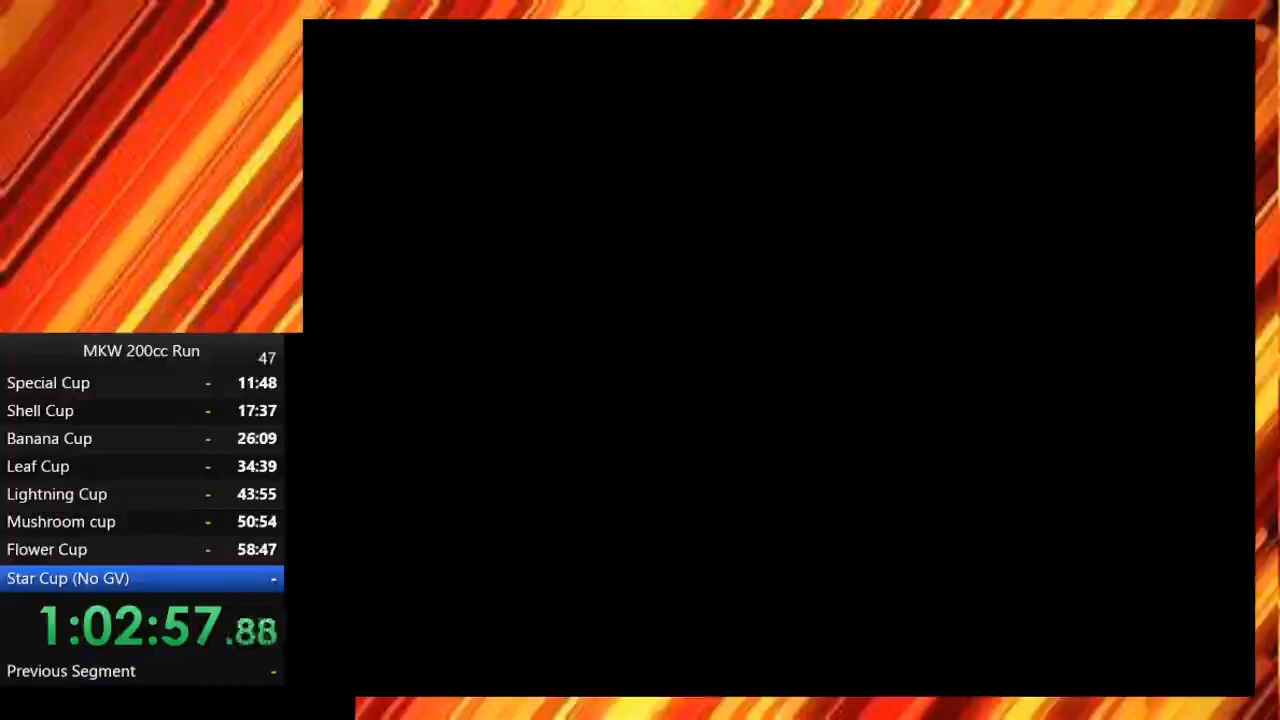 MKW 200cc Run
47
Special Cup - 11:48
Shell Cup - 17:37
Banana Cup - 26:09
Leaf Cup - 34:39
Lightning Cup - 43:55
Mushroom cup - 50:54
Flower Cup - 58:47
Star Cup (No GV) -
1:02:57.88
Previous Segment -